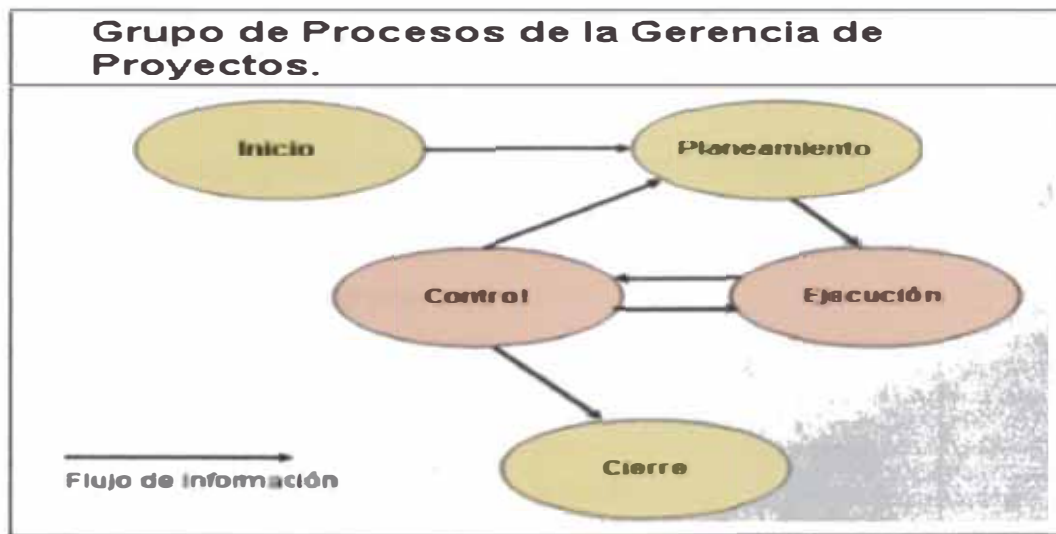 Grupo de Procesos de la Gerencia de
Proyectos.
Inicio
Planeamiento
Control
Ejecución
Cierre
Flujo de Información